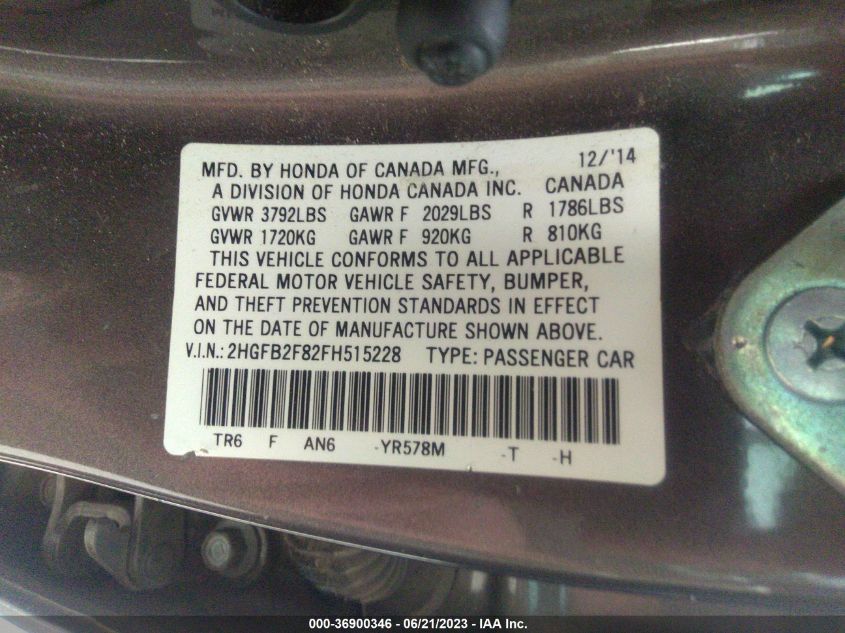 MFD. BY HONDA OF CANADA MFG., 12/'14
A DIVISION OF HONDA CANADA INC. CANADA
GVWR 3792LBS GAWR F 2029LBS R 1786LBS
GVWR 1720KG GAWR F 920KG R 810KG
THIS VEHICLE CONFORMS TO ALL APPLICABLE
FEDERAL MOTOR VEHICLE SAFETY, BUMPER,
AND THEFT PREVENTION STANDARDS IN EFFECT
ON THE DATE OF MANUFACTURE SHOWN ABOVE.
V.I.N.: 2HGFB2F82FH515228 TYPE: PASSENGER CAR
TR6 F AN6 -YR578M -T -H
000-36900346 - 06/21/2023 - IAA Inc.